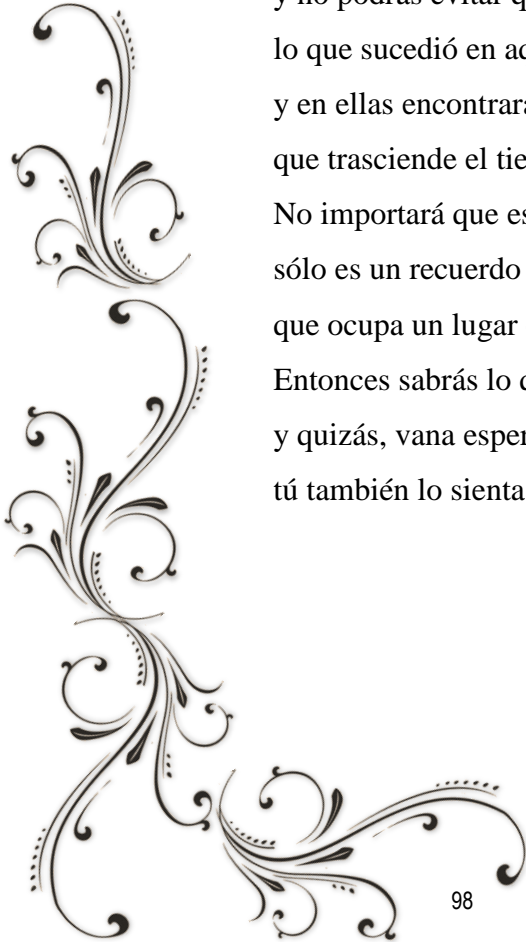 y no podrás evitar q
lo que sucedió en ac
y en ellas encontrará
que trasciende el tie
No importará que es
sólo es un recuerdo
que ocupa un lugar
Entonces sabrás lo q
y quizás, vana esper
tú también lo sienta
98